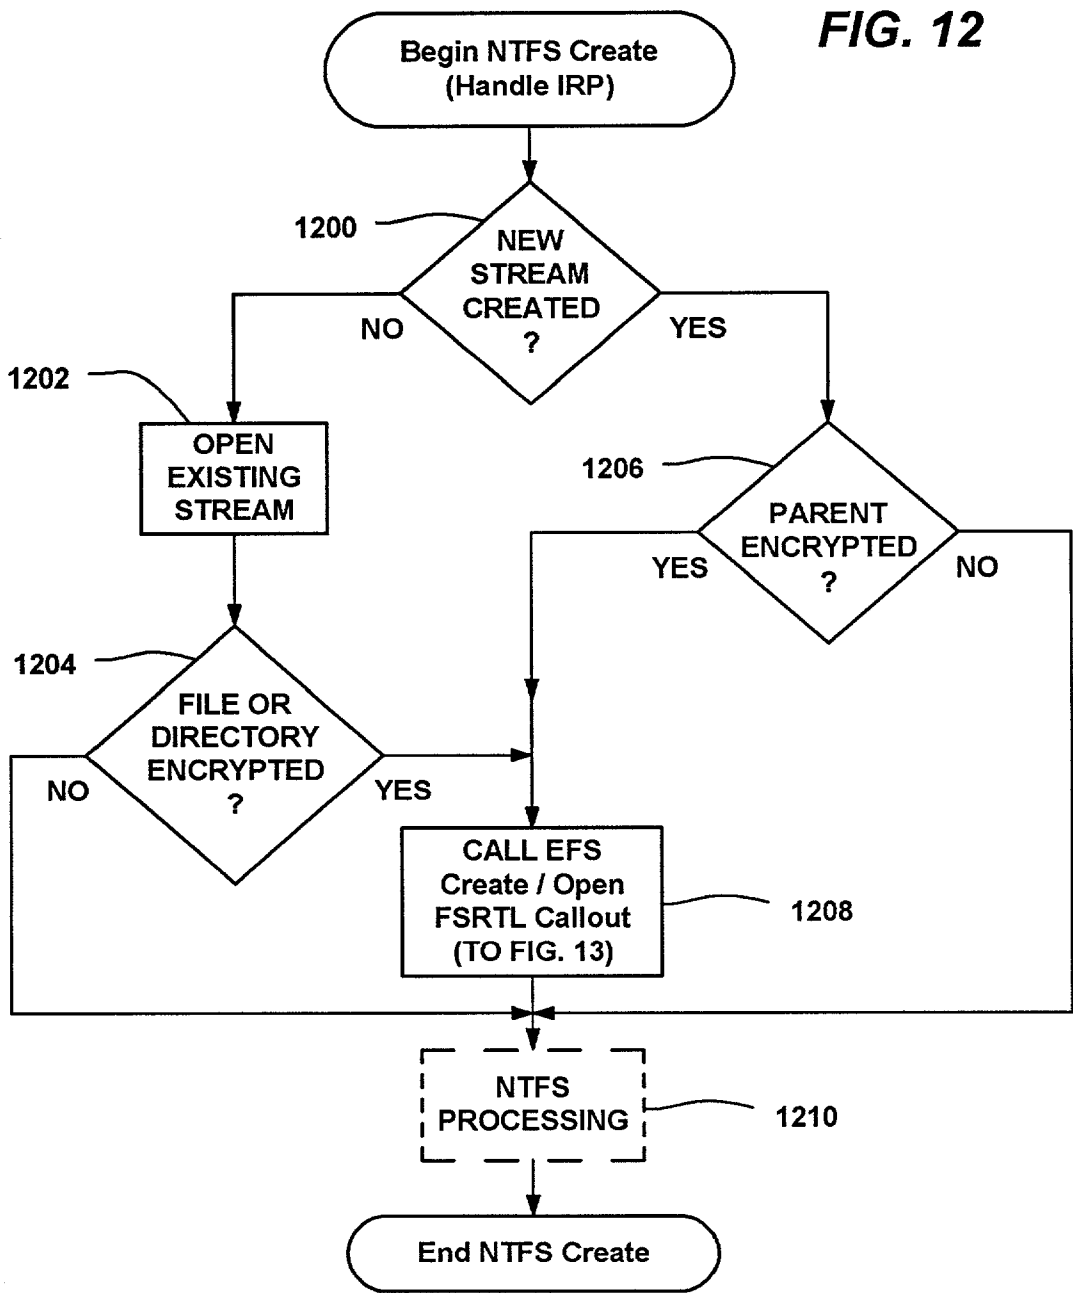 FIG. 12
Begin NTFS Create
(Handle IRP)
1200
NEW
STREAM
CREATED
?
NO
YES
1202
OPEN
EXISTING
STREAM
1206
PARENT
ENCRYPTED
?
YES
NO
1204
FILE OR
DIRECTORY
ENCRYPTED
?
NO
YES
CALL EFS
Create / Open
FSRTL Callout
(TO FIG. 13)
1208
NTFS
PROCESSING
1210
End NTFS Create